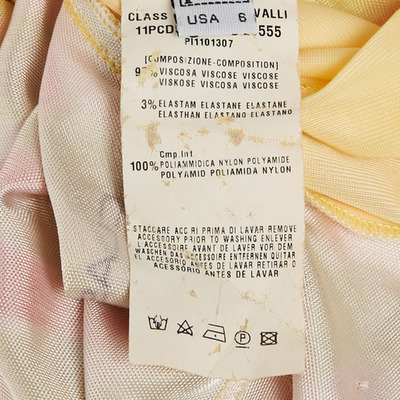 USA 6
CLASS VALLI
11PCD 555
PI1101307
[COMPOSIZIONE-COMPOSITION]
VISCOSA VISCOSE VISCOSE
VISKOSE VISCOSE VISCOSE
3% ELASTAM ELASTANE ELASTANE
ELASTHAN ELASTANO ELASTANO
Cmp.Int
100% POLIAMMIDICA NYLON POLYAMIDE
POLYAMID POLYAMIDA NYLON
STACCARE ACC.RI PRIMA DI LAVAR REMOVE
ACCESSORY PRIOR TO WASHING ENLEVER
L'ACCESSOIRE AVANT DE LAVER VOR DEM
WASCHEN DAS ACCESSOIRE ENTFERNEN QUITAR
EL ACCESORIO ANTES DE LAVAR RETIRAR O
ACESSÓRIO ANTES DE LAVAR
P